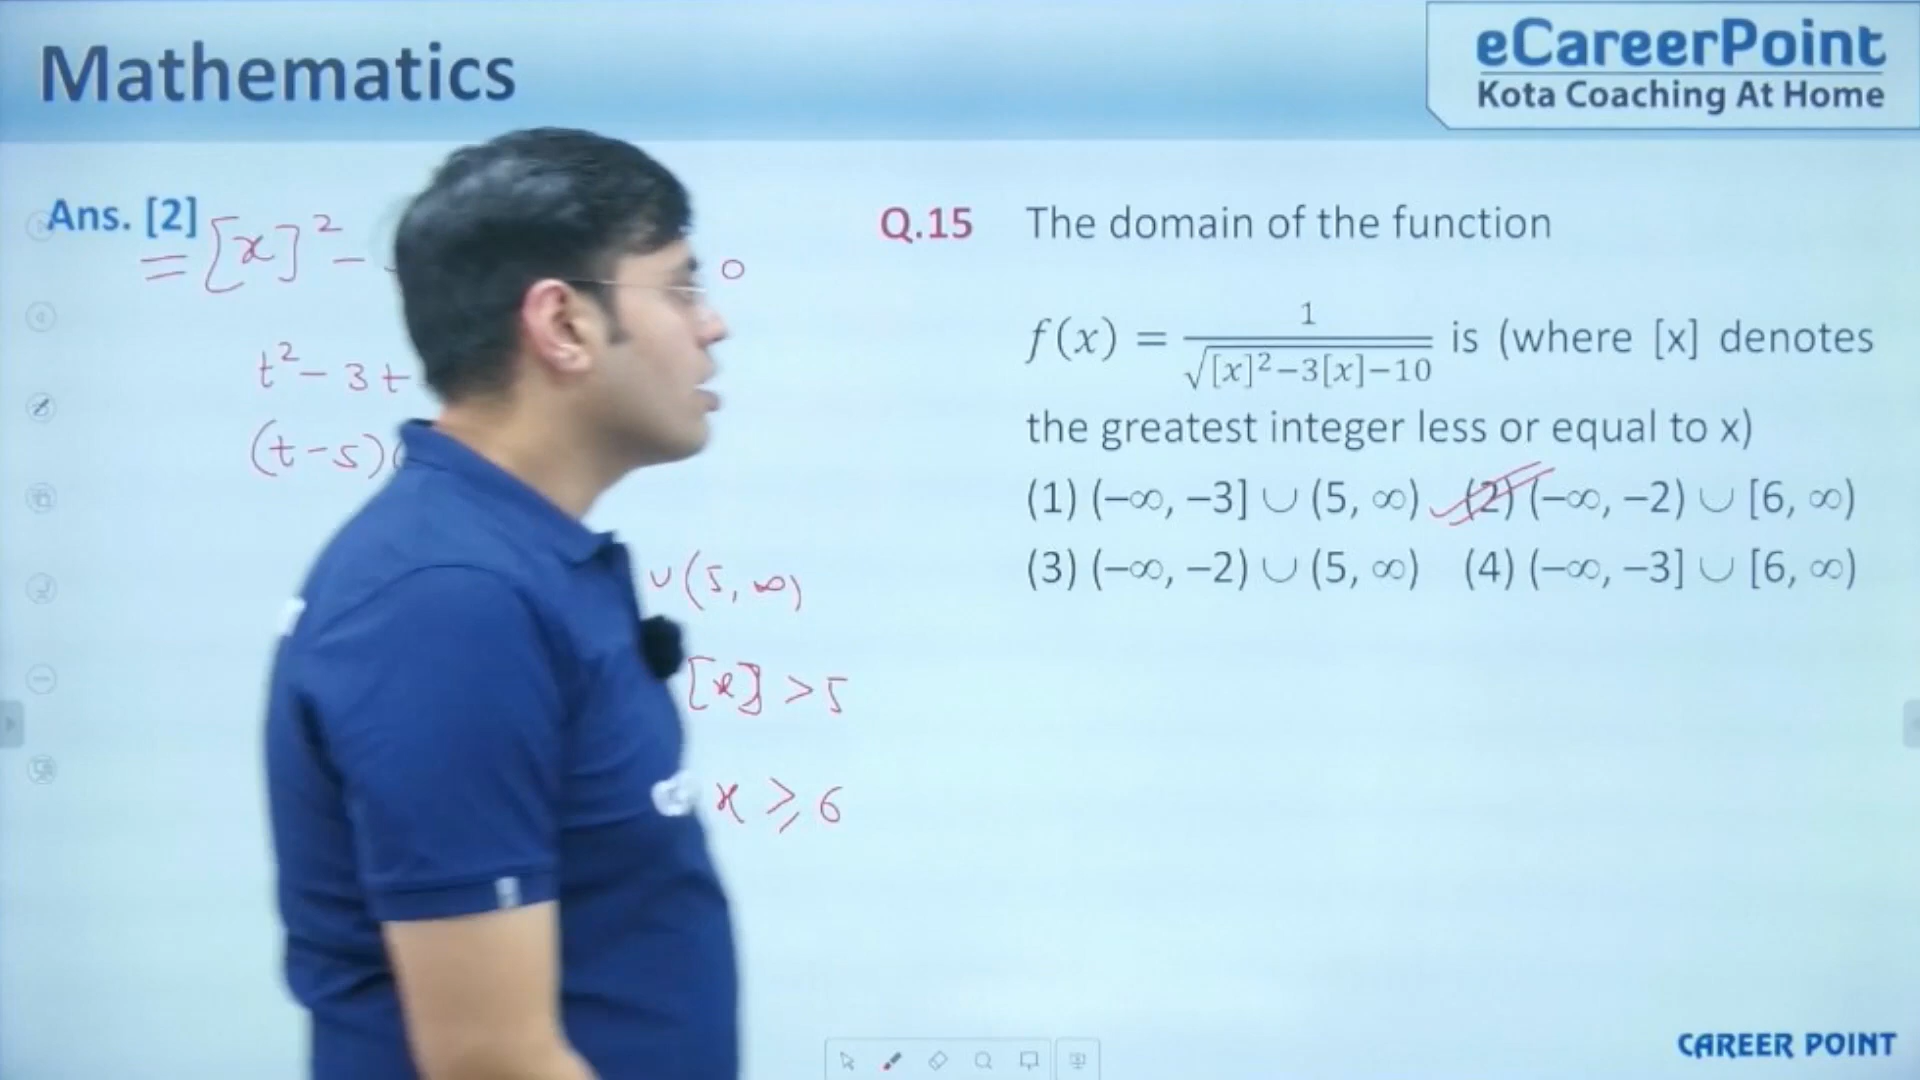 Mathematics
eCareerPoint
Kota Coaching At Home
Ans. [2]
= [x]² -
0
t² - 3t
(t-5)(
∪ (5, ∞)
[x] > 5
x ⩾ 6
Q.15 The domain of the function
f(x) = 1/√([x]²−3[x]−10) is (where [x] denotes
the greatest integer less or equal to x)
(1) (−∞, −3] ∪ (5, ∞) (2) (−∞, −2) ∪ [6, ∞)
(3) (−∞, −2) ∪ (5, ∞) (4) (−∞, −3] ∪ [6, ∞)
CAREER POINT